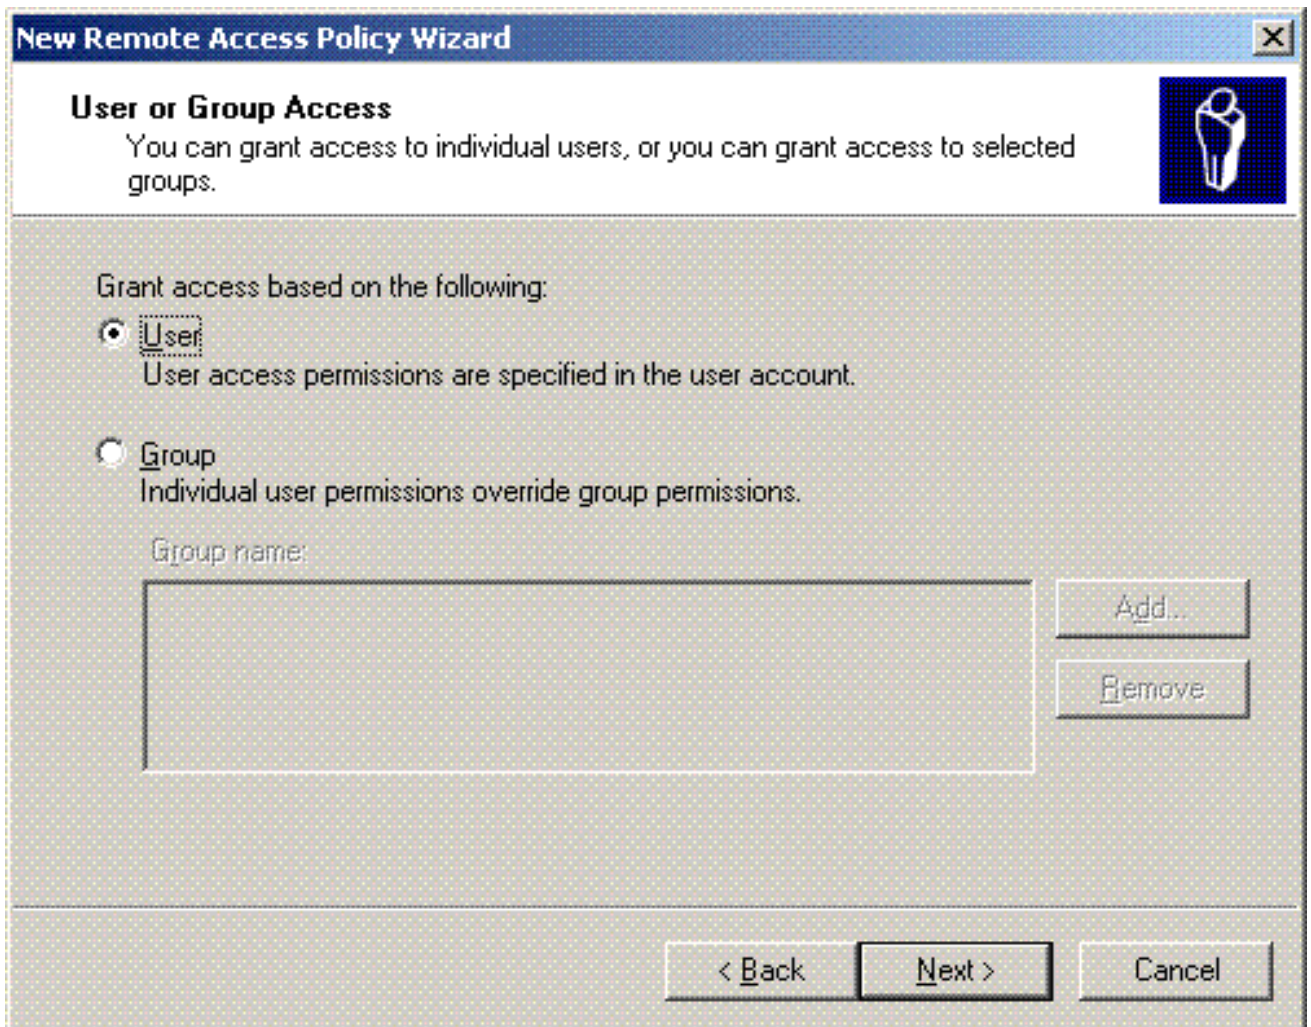 New Remote Access Policy Wizard
User or Group Access
You can grant access to individual users, or you can grant access to selected
groups.
Grant access based on the following:
User
User access permissions are specified in the user account.
Group
Individual user permissions override group permissions.
Group name:
Add...
Remove
< Back
Next >
Cancel